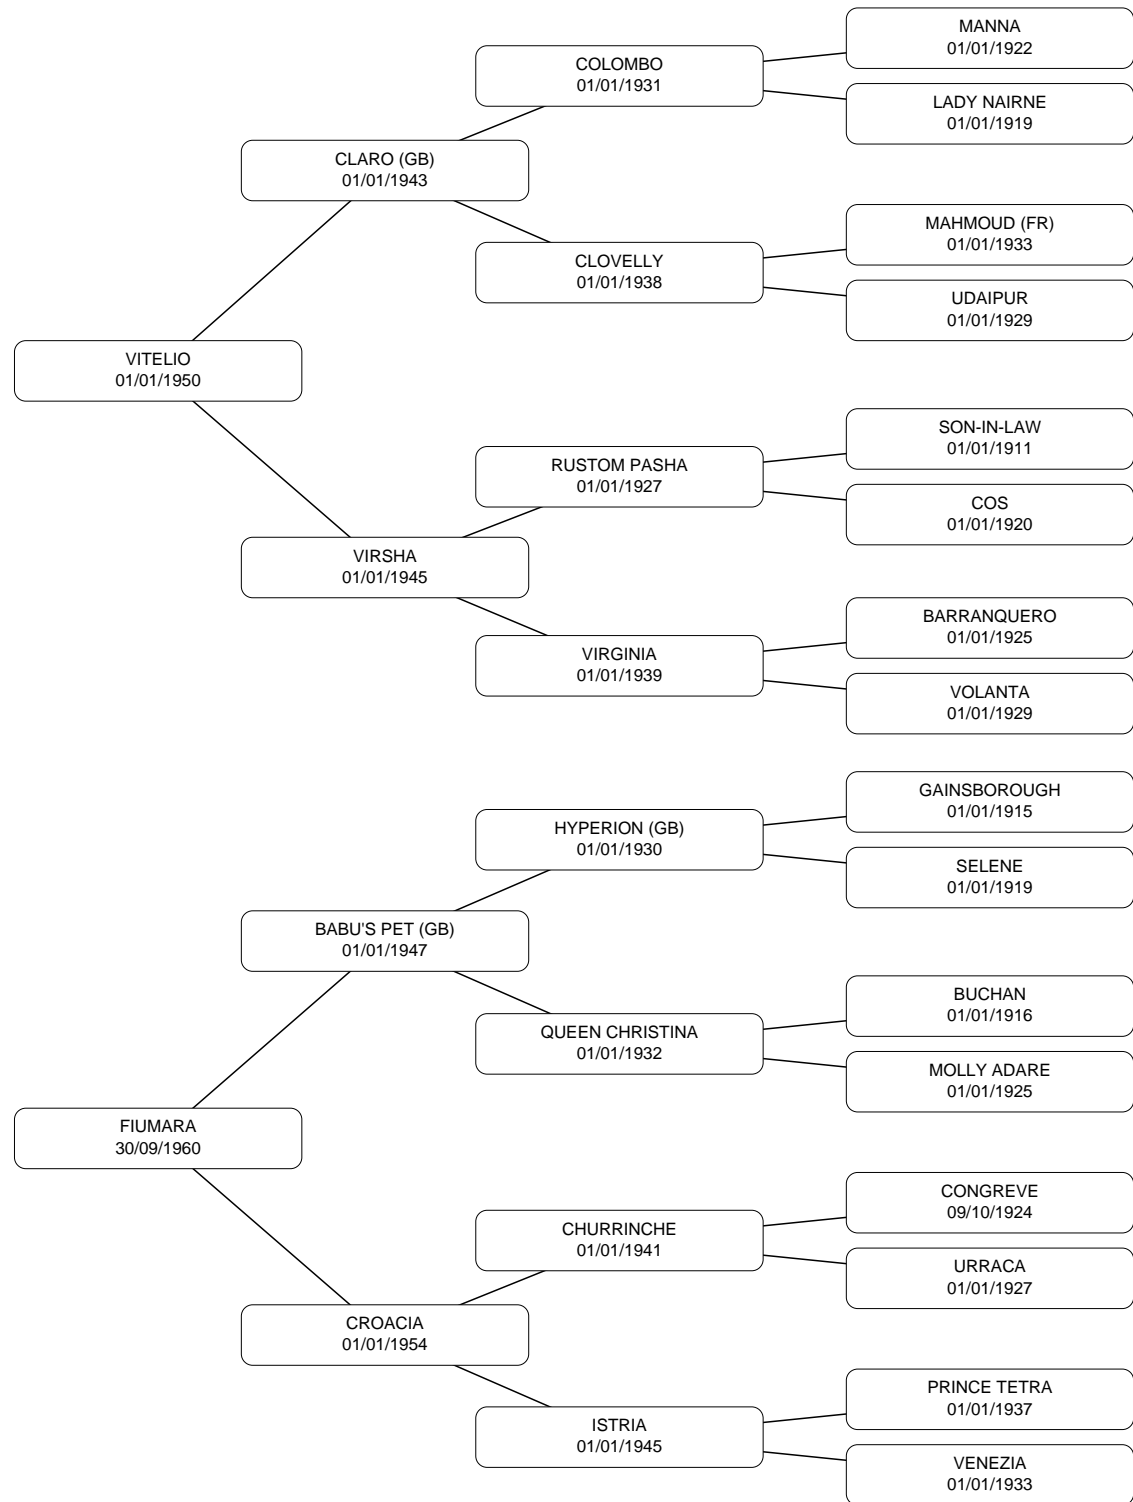 MANNA
01/01/1922
COLOMBO
01/01/1931
LADY NAIRNE
01/01/1919
CLARO (GB)
01/01/1943
MAHMOUD (FR)
01/01/1933
CLOVELLY
01/01/1938
UDAIPUR
01/01/1929
VITELIO
01/01/1950
SON-IN-LAW
01/01/1911
RUSTOM PASHA
01/01/1927
COS
01/01/1920
VIRSHA
01/01/1945
BARRANQUERO
01/01/1925
VIRGINIA
01/01/1939
VOLANTA
01/01/1929
GAINSBOROUGH
01/01/1915
HYPERION (GB)
01/01/1930
SELENE
01/01/1919
BABU'S PET (GB)
01/01/1947
BUCHAN
01/01/1916
QUEEN CHRISTINA
01/01/1932
MOLLY ADARE
01/01/1925
FIUMARA
30/09/1960
CONGREVE
09/10/1924
CHURRINCHE
01/01/1941
URRACA
01/01/1927
CROACIA
01/01/1954
PRINCE TETRA
01/01/1937
ISTRIA
01/01/1945
VENEZIA
01/01/1933